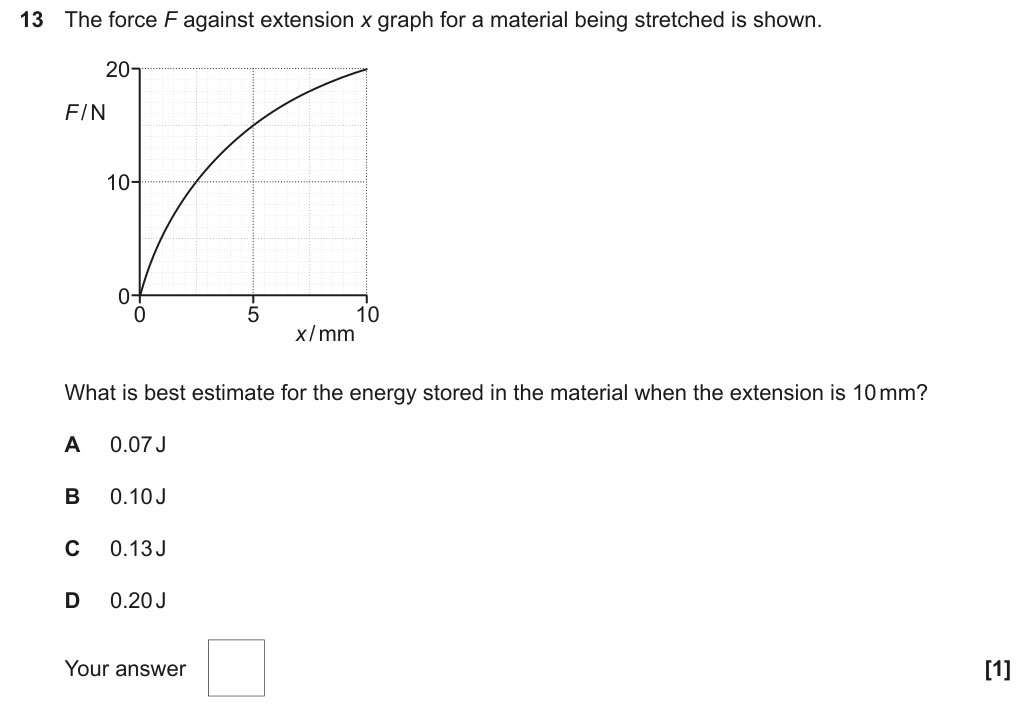 13 The force F against extension x graph for a material being stretched is shown.
20
F/N
10
0
0 5 10
x/mm
What is best estimate for the energy stored in the material when the extension is 10 mm?
A 0.07 J
B 0.10 J
C 0.13 J
D 0.20 J
Your answer [1]